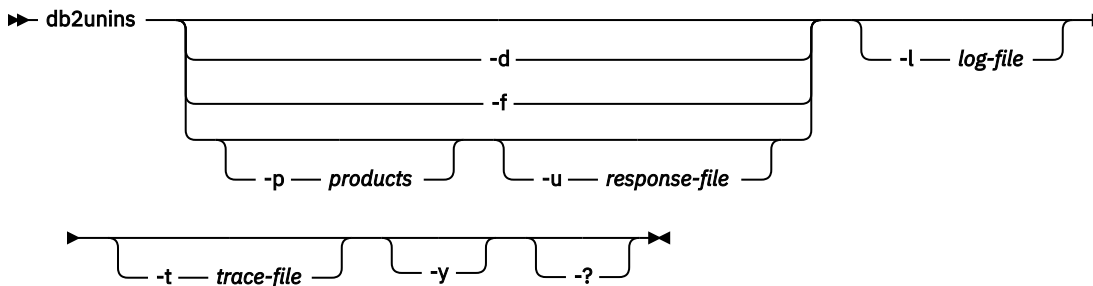 db2unins
-d
-l log-file
-f
-p products -u response-file
-t trace-file -y -?